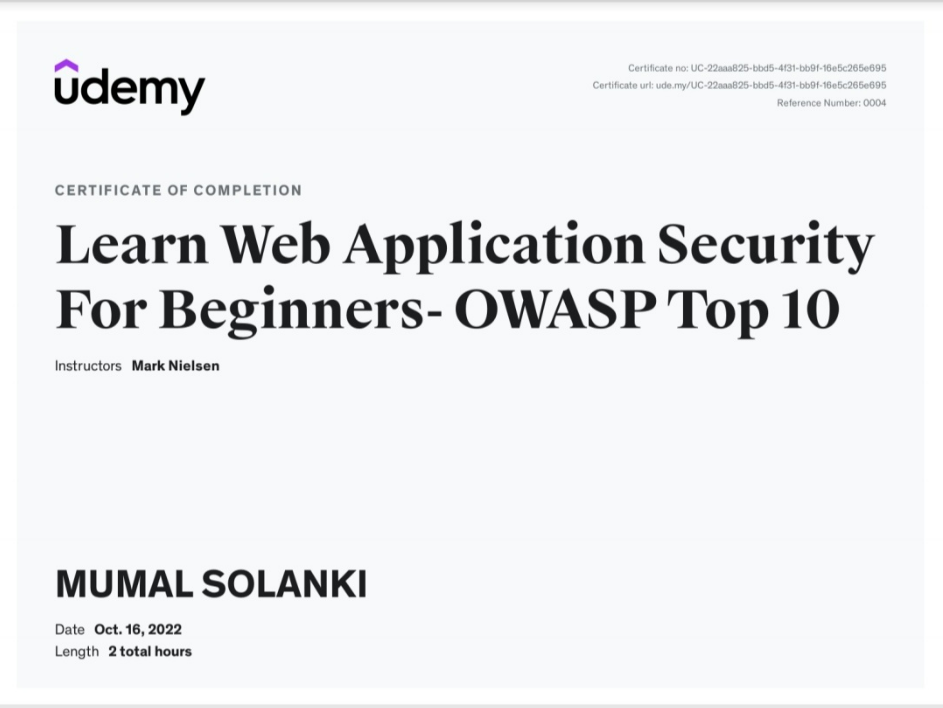 udemy
Certificate no: UC-22aaa825-bbd5-4f31-bb9f-16e5c265e695
Certificate url: ude.my/UC-22aaa825-bbd5-4f31-bb9f-16e5c265e695
Reference Number: 0004
CERTIFICATE OF COMPLETION
Learn Web Application Security
For Beginners- OWASP Top 10
Instructors Mark Nielsen
MUMAL SOLANKI
Date Oct. 16, 2022
Length 2 total hours